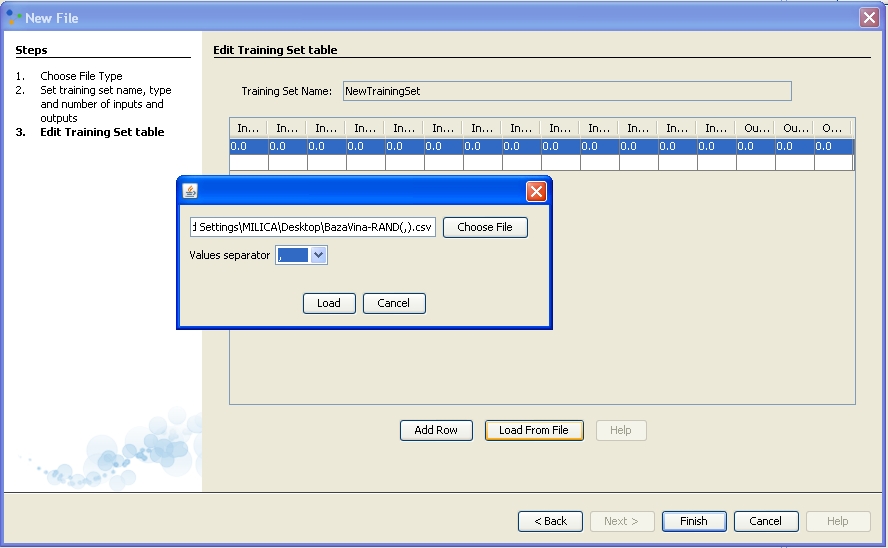 New File
Steps
1. Choose File Type
2. Set training set name, type
and number of inputs and
outputs
3. Edit Training Set table
Edit Training Set table
Training Set Name: NewTrainingSet
In... In... In... In... In... In... In... In... In... In... In... In... In... Ou... Ou... O...
0.0 0.0 0.0 0.0 0.0 0.0 0.0 0.0 0.0 0.0 0.0 0.0 0.0 0.0 0.0 0.0
Settings\MILICA\Desktop\BazaVina-RAND(,).csv Choose File
Values separator ,
Load Cancel
Add Row Load From File Help
< Back Next > Finish Cancel Help